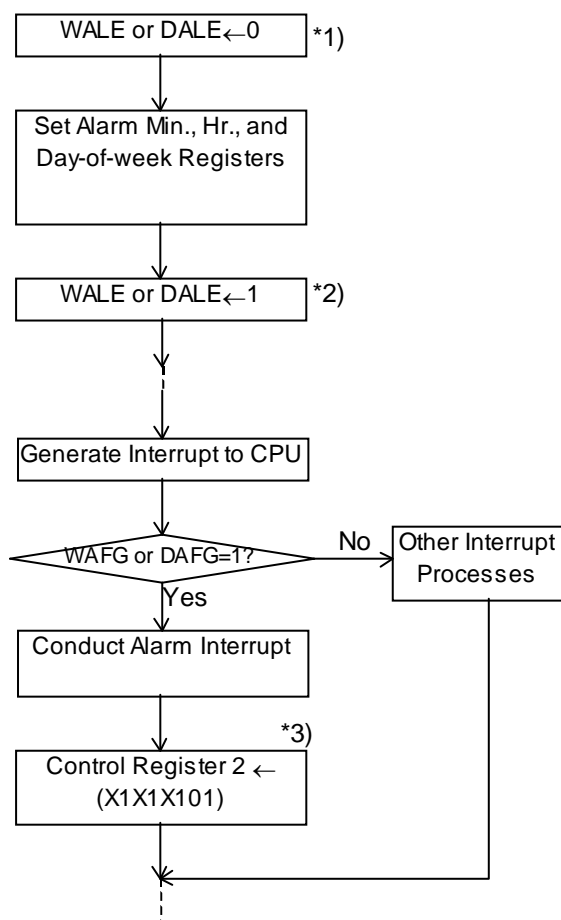 WALE or DALE←0
*1)
Set Alarm Min., Hr., and
Day-of-week Registers
WALE or DALE←1
*2)
Generate Interrupt to CPU
WAFG or DAFG=1?
No
Other Interrupt
Processes
Yes
Conduct Alarm Interrupt
*3)
Control Register 2 ←
(X1X1X101)